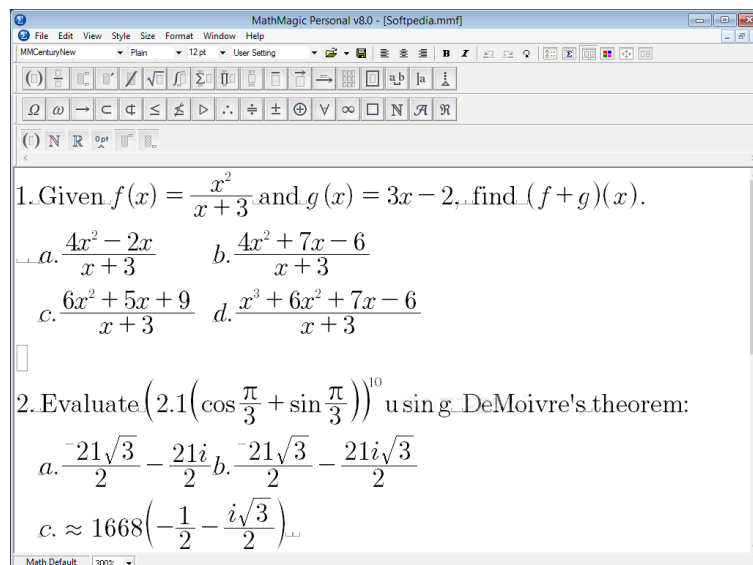 MathMagic Personal v8.0 - [Softpedia.mmf]
File Edit View Style Size Format Window Help
MMCenturyNew Plain 12 pt User Setting B I
Ω ω → ⊂ ⊄ ≤ ≰ ▷ ∴ ≑ ± ⊕ ∀ ∞ □ N 𝒜 ℜ
(▯) ℕ ℝ 0pt
1. Given f(x) = x²/(x + 3) and g(x) = 3x − 2, find (f + g)(x).
a. (4x² − 2x)/(x + 3) b. (4x² + 7x − 6)/(x + 3)
c. (6x² + 5x + 9)/(x + 3) d. (x³ + 6x² + 7x − 6)/(x + 3)
2. Evaluate (2.1(cos π/3 + sin π/3))¹⁰ using DeMoivre's theorem:
a. ⁻21√3/2 − 21i/2 b. ⁻21√3/2 − 21i√3/2
c. ≈ 1668(−1/2 − i√3/2)
Math Default 300%